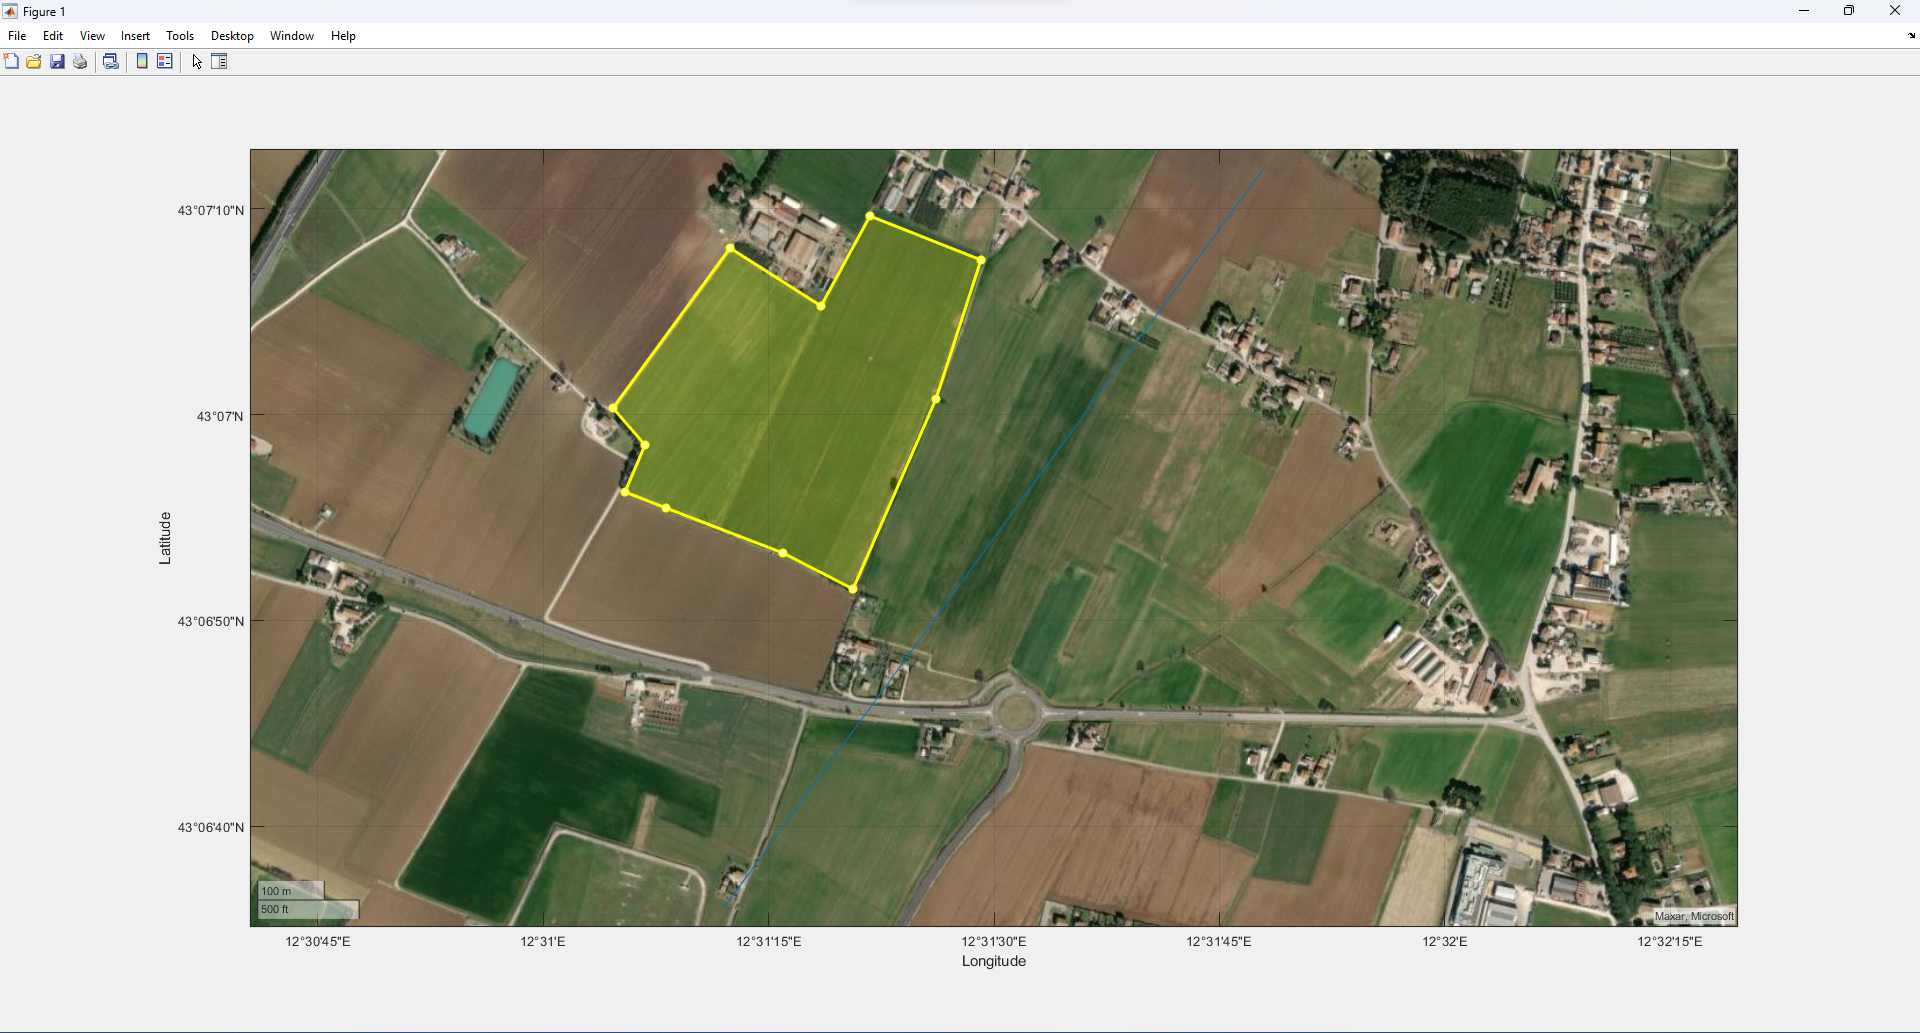 Figure 1
File Edit View Insert Tools Desktop Window Help
43°07'10"N
43°07'N
43°06'50"N
43°06'40"N
Latitude
100 m
500 ft
Maxar, Microsoft
12°30'45"E 12°31'E 12°31'15"E 12°31'30"E 12°31'45"E 12°32'E 12°32'15"E
Longitude